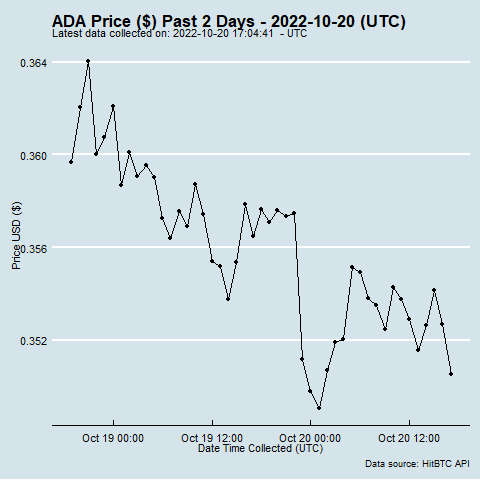 ADA Price ($) Past 2 Days - 2022-10-20 (UTC)
Latest data collected on: 2022-10-20 17:04:41 - UTC
0.364
0.360
0.356
0.352
Price USD ($)
Oct 19 00:00
Oct 19 12:00
Oct 20 00:00
Oct 20 12:00
Date Time Collected (UTC)
Data source: HitBTC API